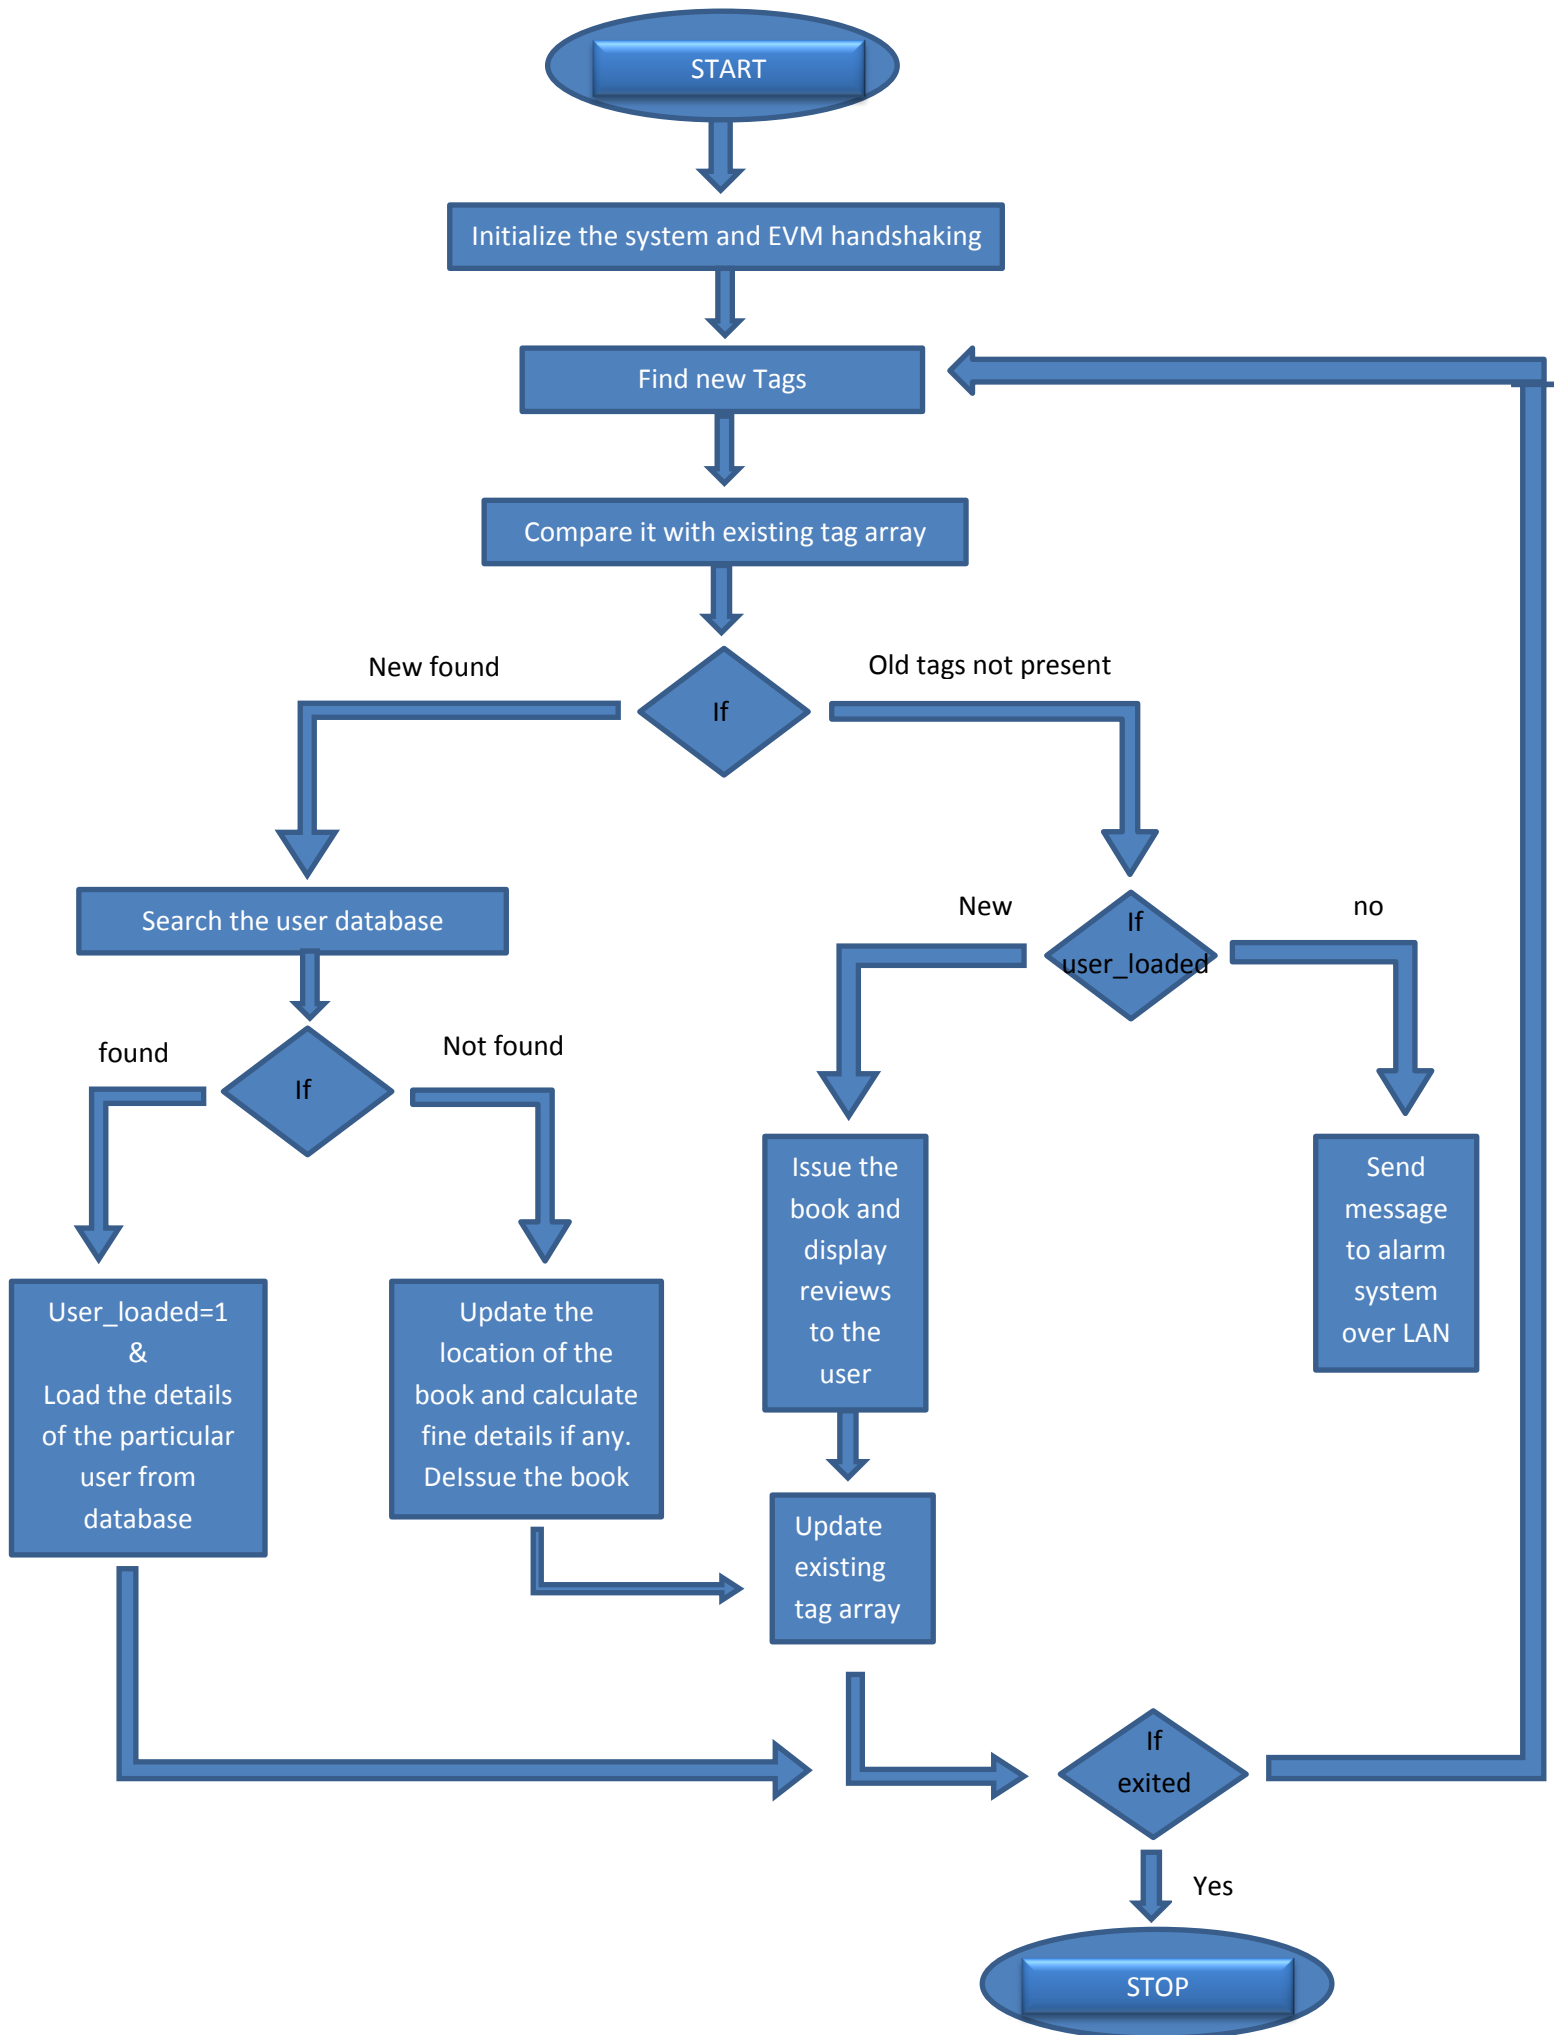 START
Initialize the system and EVM handshaking
Find new Tags
Compare it with existing tag array
New found
Old tags not present
If
Search the user database
New
If
user_loaded
no
found
If
Not found
User_loaded=1
&
Load the details
of the particular
user from
database
Update the
location of the
book and calculate
fine details if any.
DeIssue the book
Issue the
book and
display
reviews
to the
user
Send
message
to alarm
system
over LAN
Update
existing
tag array
If
exited
Yes
STOP